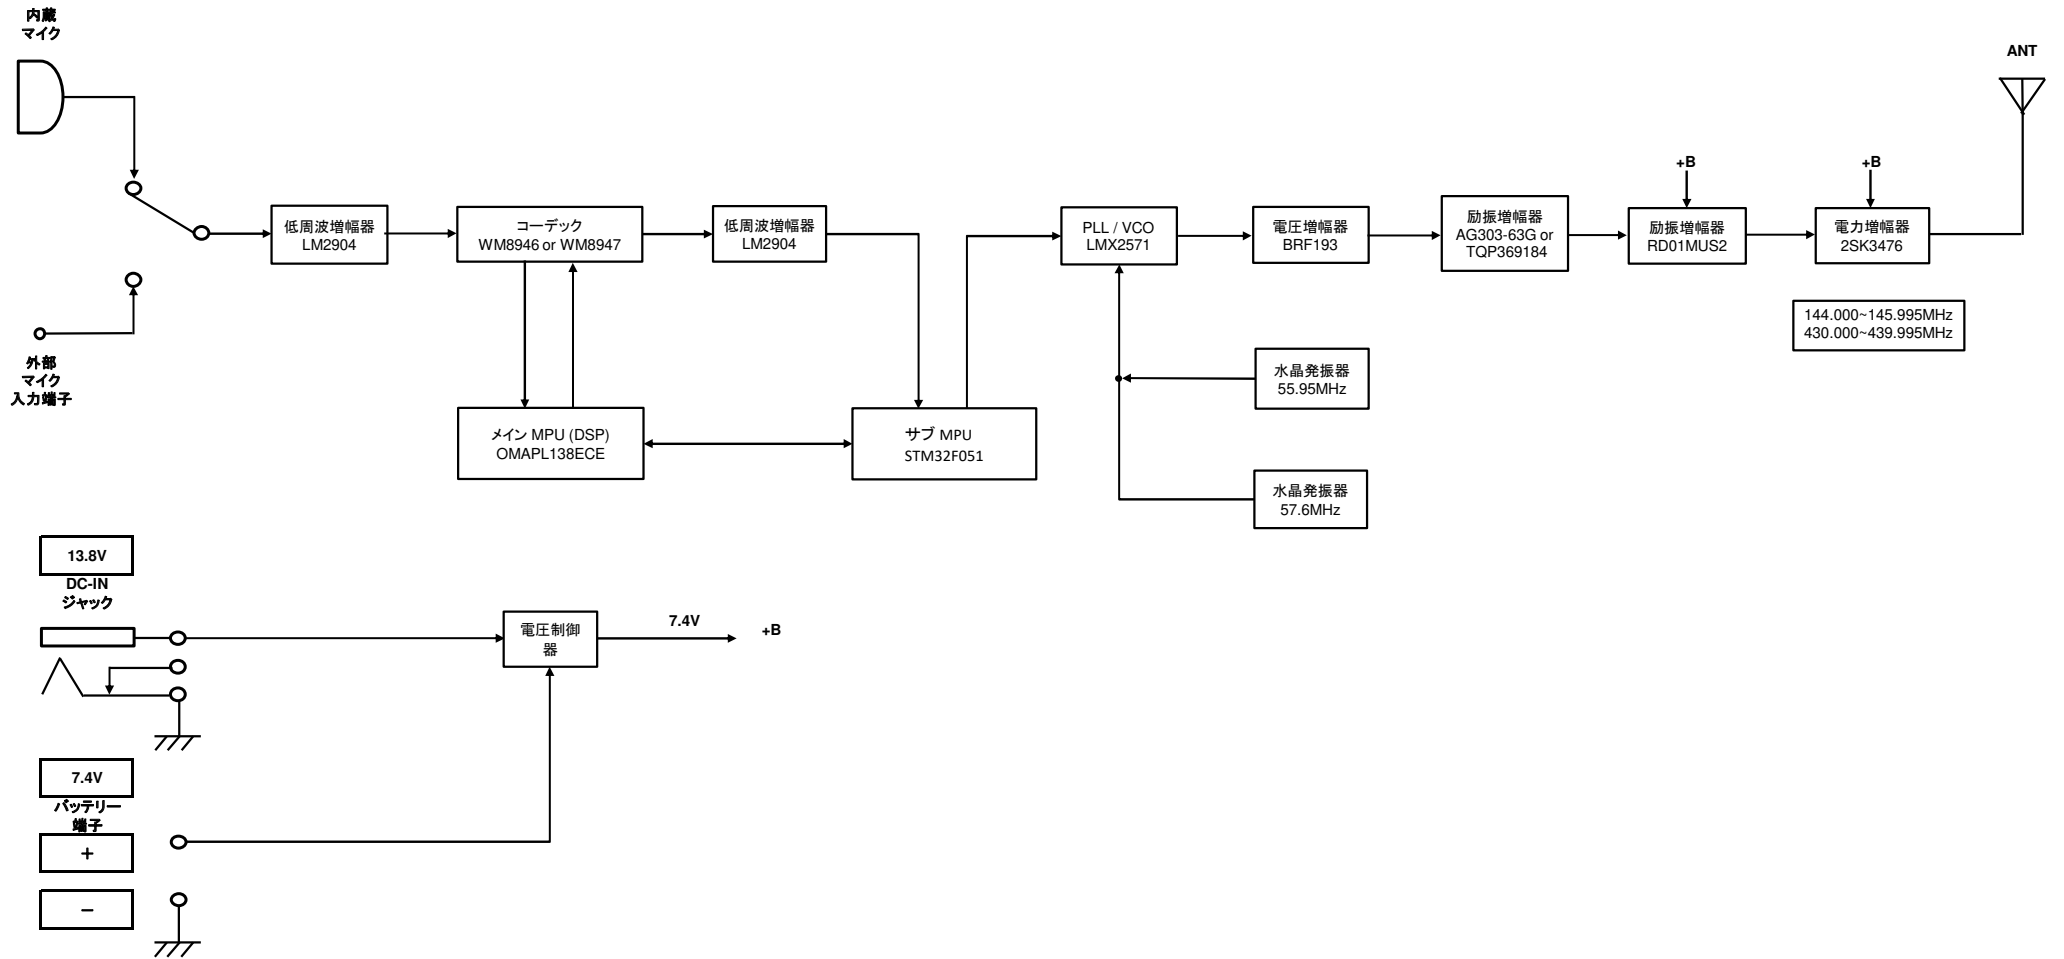 内蔵
マイク
ANT
+B
+B
低周波増幅器
LM2904
コーデック
WM8946 or WM8947
低周波増幅器
LM2904
PLL / VCO
LMX2571
電圧増幅器
BRF193
励振増幅器
AG303-63G or
TQP369184
励振増幅器
RD01MUS2
電力増幅器
2SK3476
144.000~145.995MHz
430.000~439.995MHz
外部
マイク
入力端子
水晶発振器
55.95MHz
メイン MPU (DSP)
OMAPL138ECE
サブ MPU
STM32F051
水晶発振器
57.6MHz
13.8V
DC-IN
ジャック
電圧制御
器
7.4V
+B
7.4V
バッテリー
端子
+
−